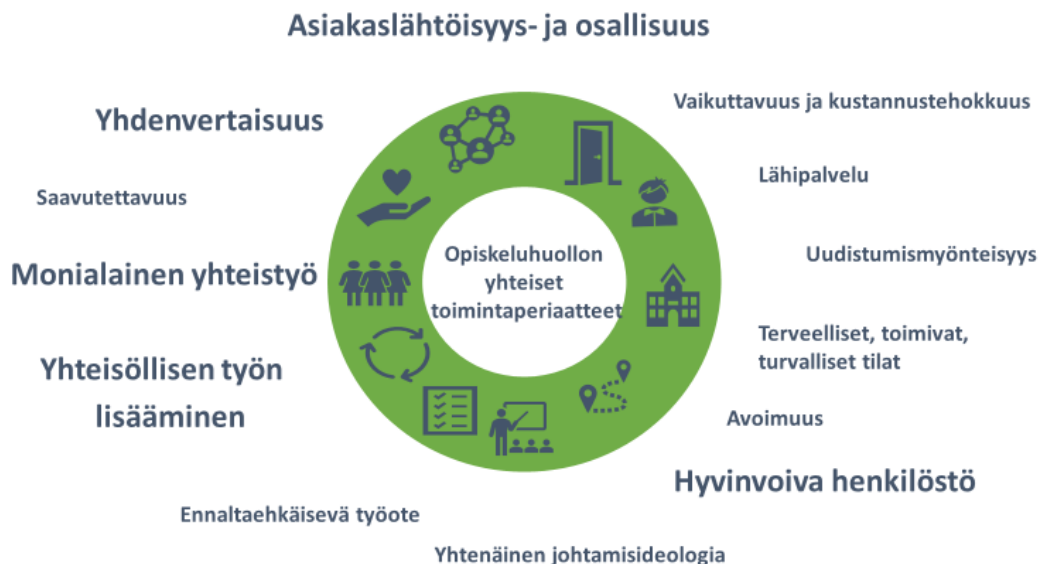 Asiakaslähtöisyys- ja osallisuus
Vaikuttavuus ja kustannustehokkuus
Yhdenvertaisuus
Lähipalvelu
Saavutettavuus
Uudistumismyönteisyys
Opiskeluhuollon
yhteiset
toimintaperiaatteet
Monialainen yhteistyö
Terveelliset, toimivat,
turvalliset tilat
Yhteisöllisen työn
lisääminen
Avoimuus
Hyvinvoiva henkilöstö
Ennaltaehkäisevä työote
Yhtenäinen johtamisideologia